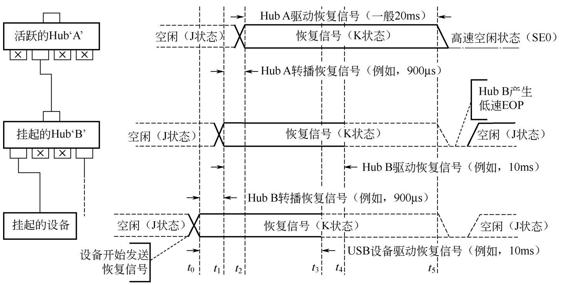 Hub A驱动恢复信号（一般20ms）
活跃的Hub‘A’
空闲（J状态）
恢复信号（K状态）
高速空闲状态（SE0）
Hub A转播恢复信号（例如，900μs）
Hub B产生
低速EOP
挂起的Hub‘B’
空闲（J状态）
恢复信号（K状态）
空闲（J状态）
Hub B驱动恢复信号（例如，10ms）
Hub B转播恢复信号（例如，900μs）
挂起的设备
空闲（J状态）
恢复信号（K状态）
空闲（J状态）
USB设备驱动恢复信号（例如，10ms）
设备开始发送
恢复信号
t0 t1 t2 t3 t4 t5